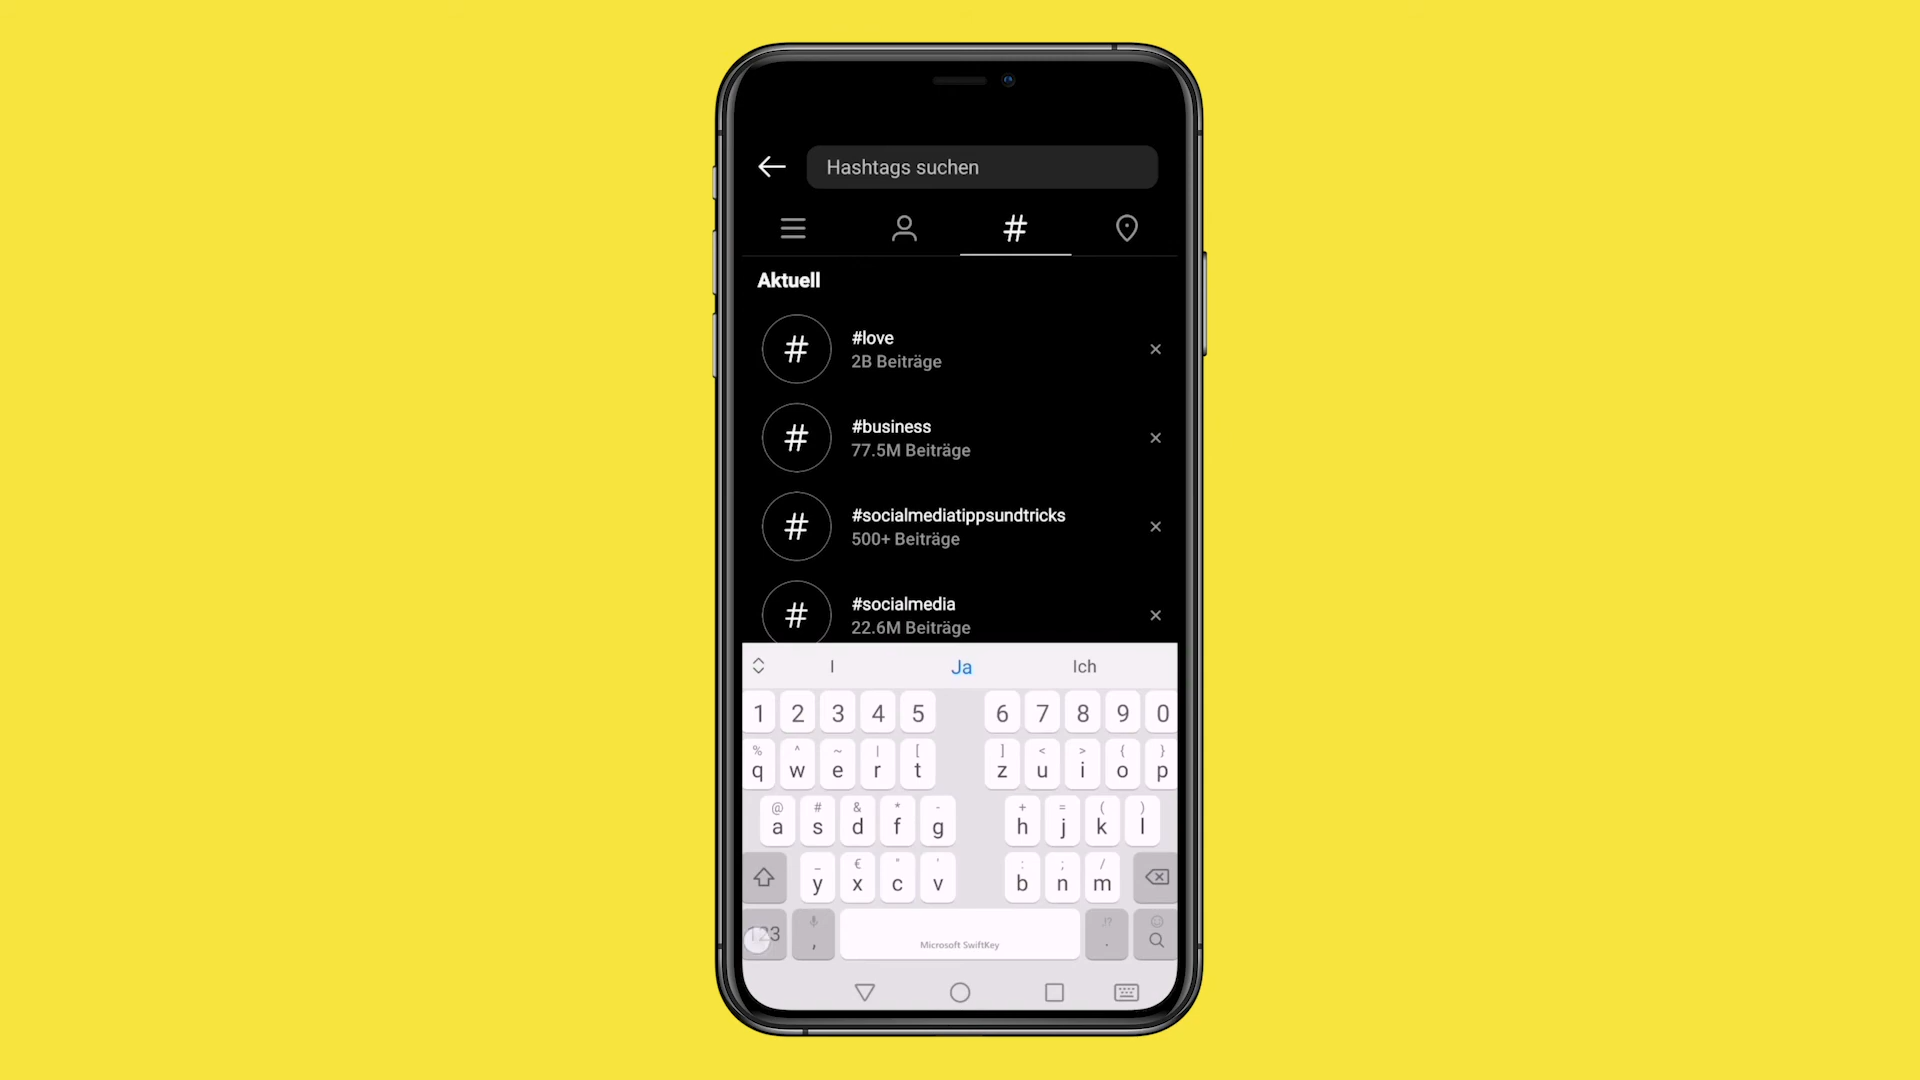 Hashtags suchen
#
Aktuell
# #love
2B Beiträge
# #business
77.5M Beiträge
# #socialmediatippsundtricks
500+ Beiträge
# #socialmedia
22.6M Beiträge
I Ja Ich
1 2 3 4 5 6 7 8 9 0
% ^ ~ | [ ] < > { }
q w e r t z u i o p
@ # & * - + = ( )
a s d f g h j k l
_ € " ' : ; /
y x c v b n m
123 , Microsoft SwiftKey !? .